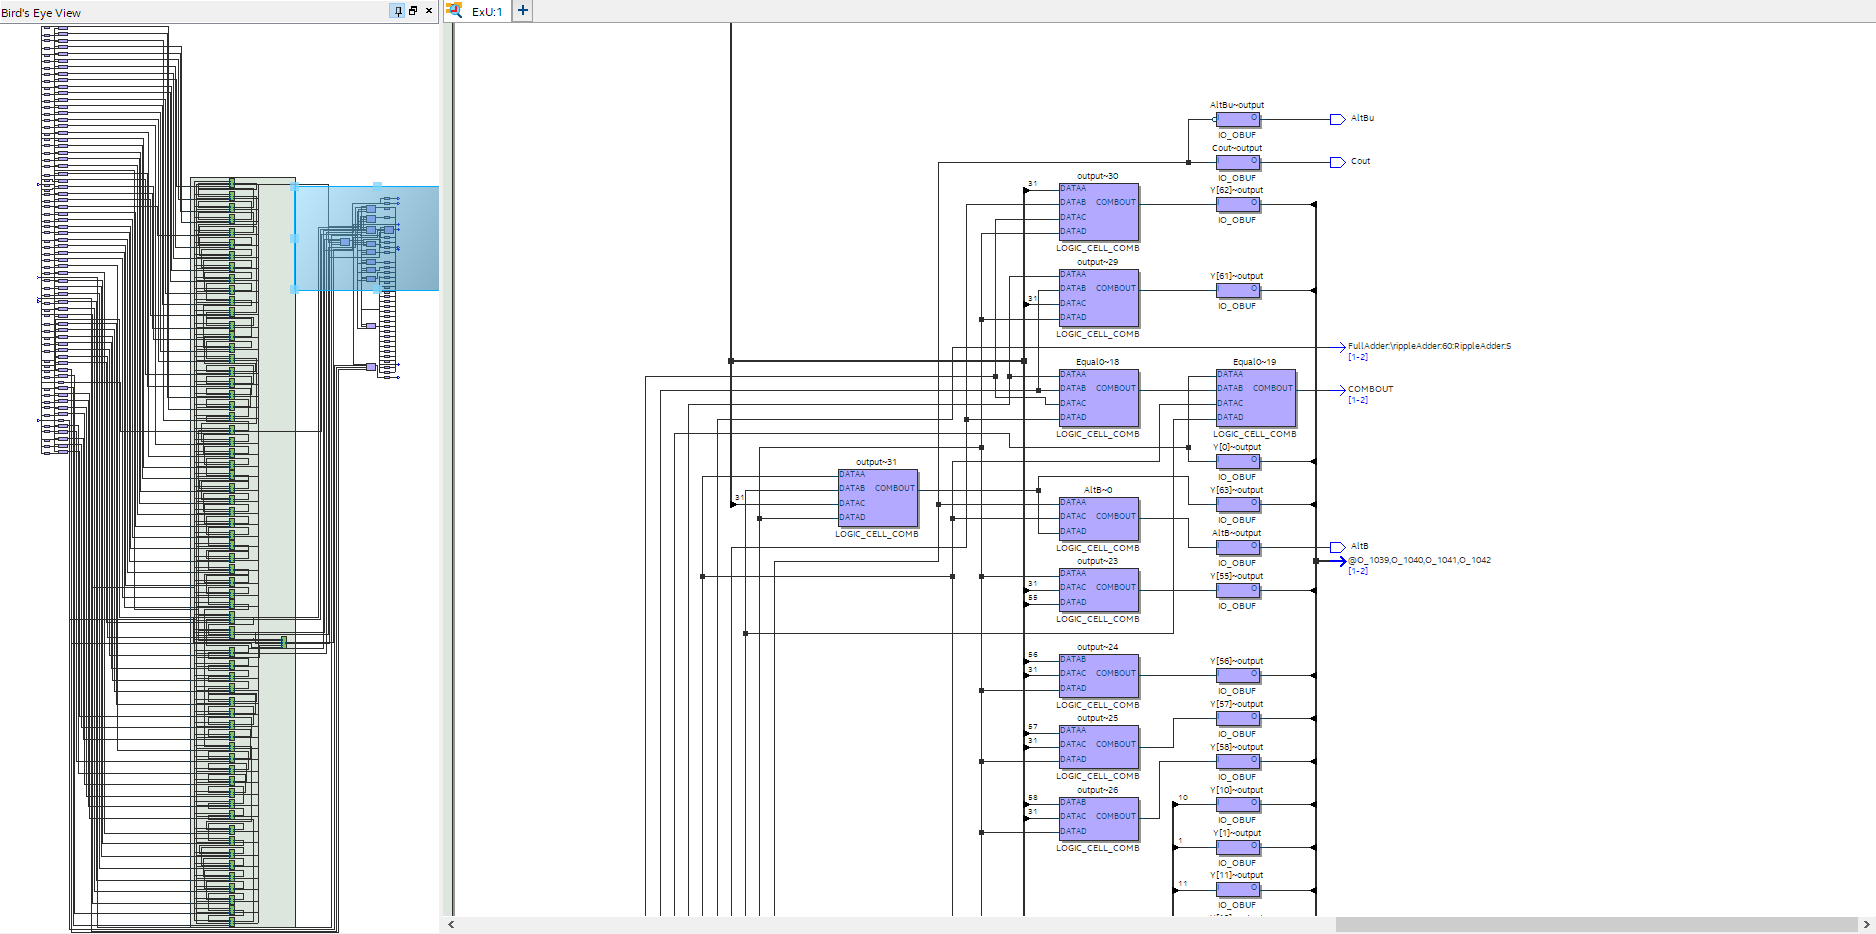 Bird's Eye View
ExU:1
AltBu~output
I O
IO_OBUF
AltBu
Cout~output
I O
IO_OBUF
Cout
output~30
31
DATAA
DATAB COMBOUT
DATAC
DATAD
LOGIC_CELL_COMB
Y[62]~output
I O
IO_OBUF
output~29
DATAA
DATAB COMBOUT
31
DATAC
DATAD
LOGIC_CELL_COMB
Y[61]~output
I O
IO_OBUF
FullAdder:\rippleAdder:60:RippleAdder:S
[1-2]
Equal0~18
DATAA
DATAB COMBOUT
DATAC
DATAD
LOGIC_CELL_COMB
Equal0~19
DATAA
DATAB COMBOUT
DATAC
DATAD
LOGIC_CELL_COMB
COMBOUT
[1-2]
Y[0]~output
I O
IO_OBUF
output~31
DATAA
DATAB COMBOUT
31
DATAC
DATAD
LOGIC_CELL_COMB
Y[63]~output
I O
IO_OBUF
AltB~0
DATAA
DATAC COMBOUT
DATAD
LOGIC_CELL_COMB
AltB~output
I O
IO_OBUF
AltB
@O_1039,O_1040,O_1041,O_1042
[1-2]
output~23
DATAA
31
DATAC COMBOUT
55
DATAD
LOGIC_CELL_COMB
Y[55]~output
I O
IO_OBUF
output~24
56
DATAB
31
DATAC COMBOUT
DATAD
LOGIC_CELL_COMB
Y[56]~output
I O
IO_OBUF
output~25
57
DATAA
31
DATAC COMBOUT
DATAD
LOGIC_CELL_COMB
Y[57]~output
I O
IO_OBUF
Y[58]~output
I O
IO_OBUF
output~26
58
DATAB
31
DATAC COMBOUT
DATAD
LOGIC_CELL_COMB
Y[10]~output
10
I O
IO_OBUF
Y[1]~output
1
I O
IO_OBUF
Y[11]~output
11
I O
IO_OBUF